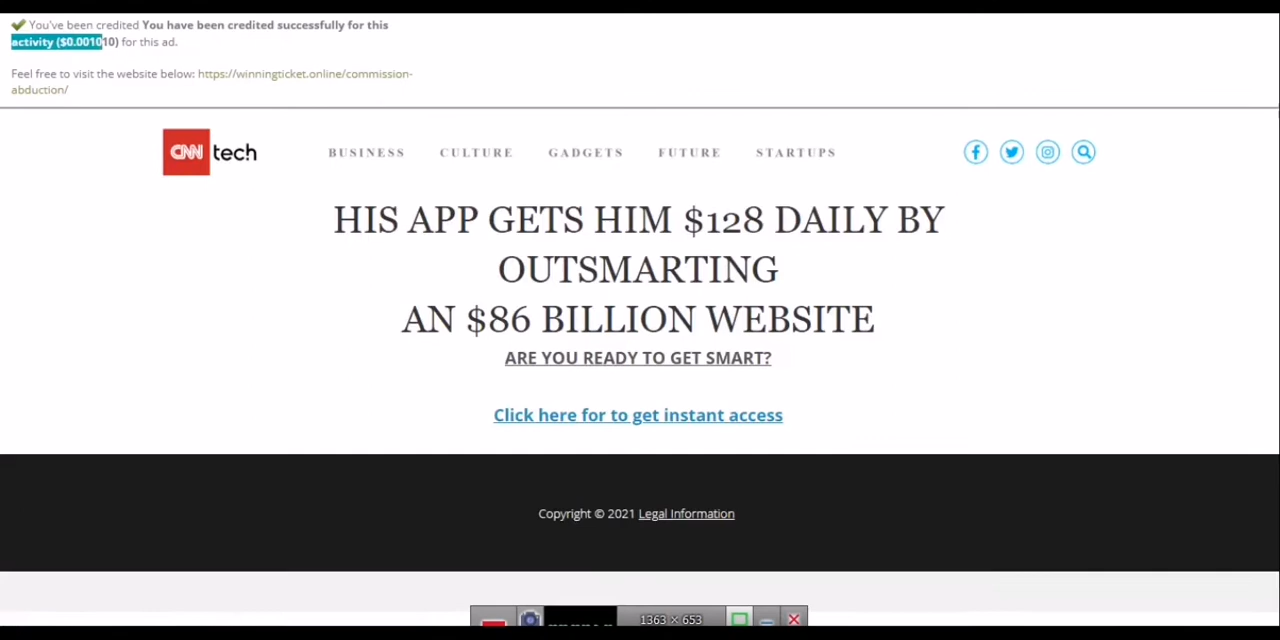 You've been credited You have been credited successfully for this
activity ($0.001010) for this ad.
Feel free to visit the website below: https://winningticket.online/commission-
abduction/
CNN tech
BUSINESS CULTURE GADGETS FUTURE STARTUPS
HIS APP GETS HIM $128 DAILY BY
OUTSMARTING
AN $86 BILLION WEBSITE
ARE YOU READY TO GET SMART?
Click here for to get instant access
Copyright © 2021 Legal Information
1363 × 653